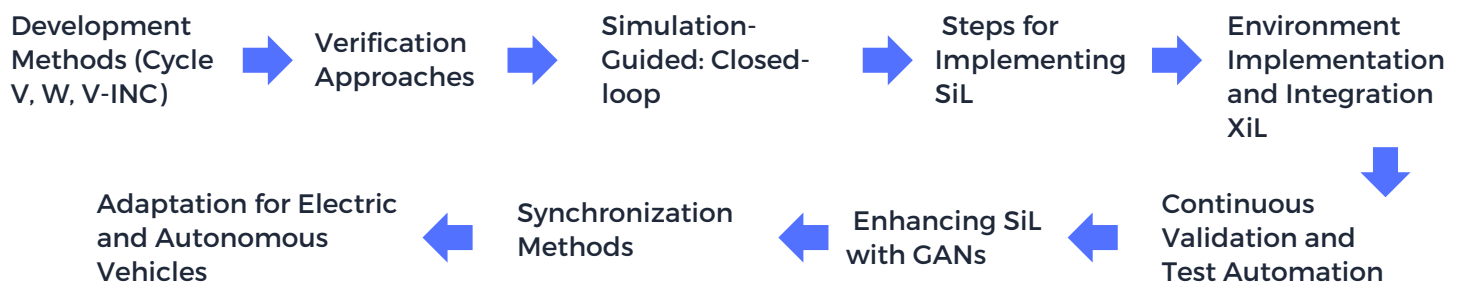 Development
Methods (Cycle
V, W, V-INC)
Verification
Approaches
Simulation-
Guided: Closed-
loop
Steps for
Implementing
SiL
Environment
Implementation
and Integration
XiL
Continuous
Validation and
Test Automation
Enhancing SiL
with GANs
Synchronization
Methods
Adaptation for Electric
and Autonomous
Vehicles